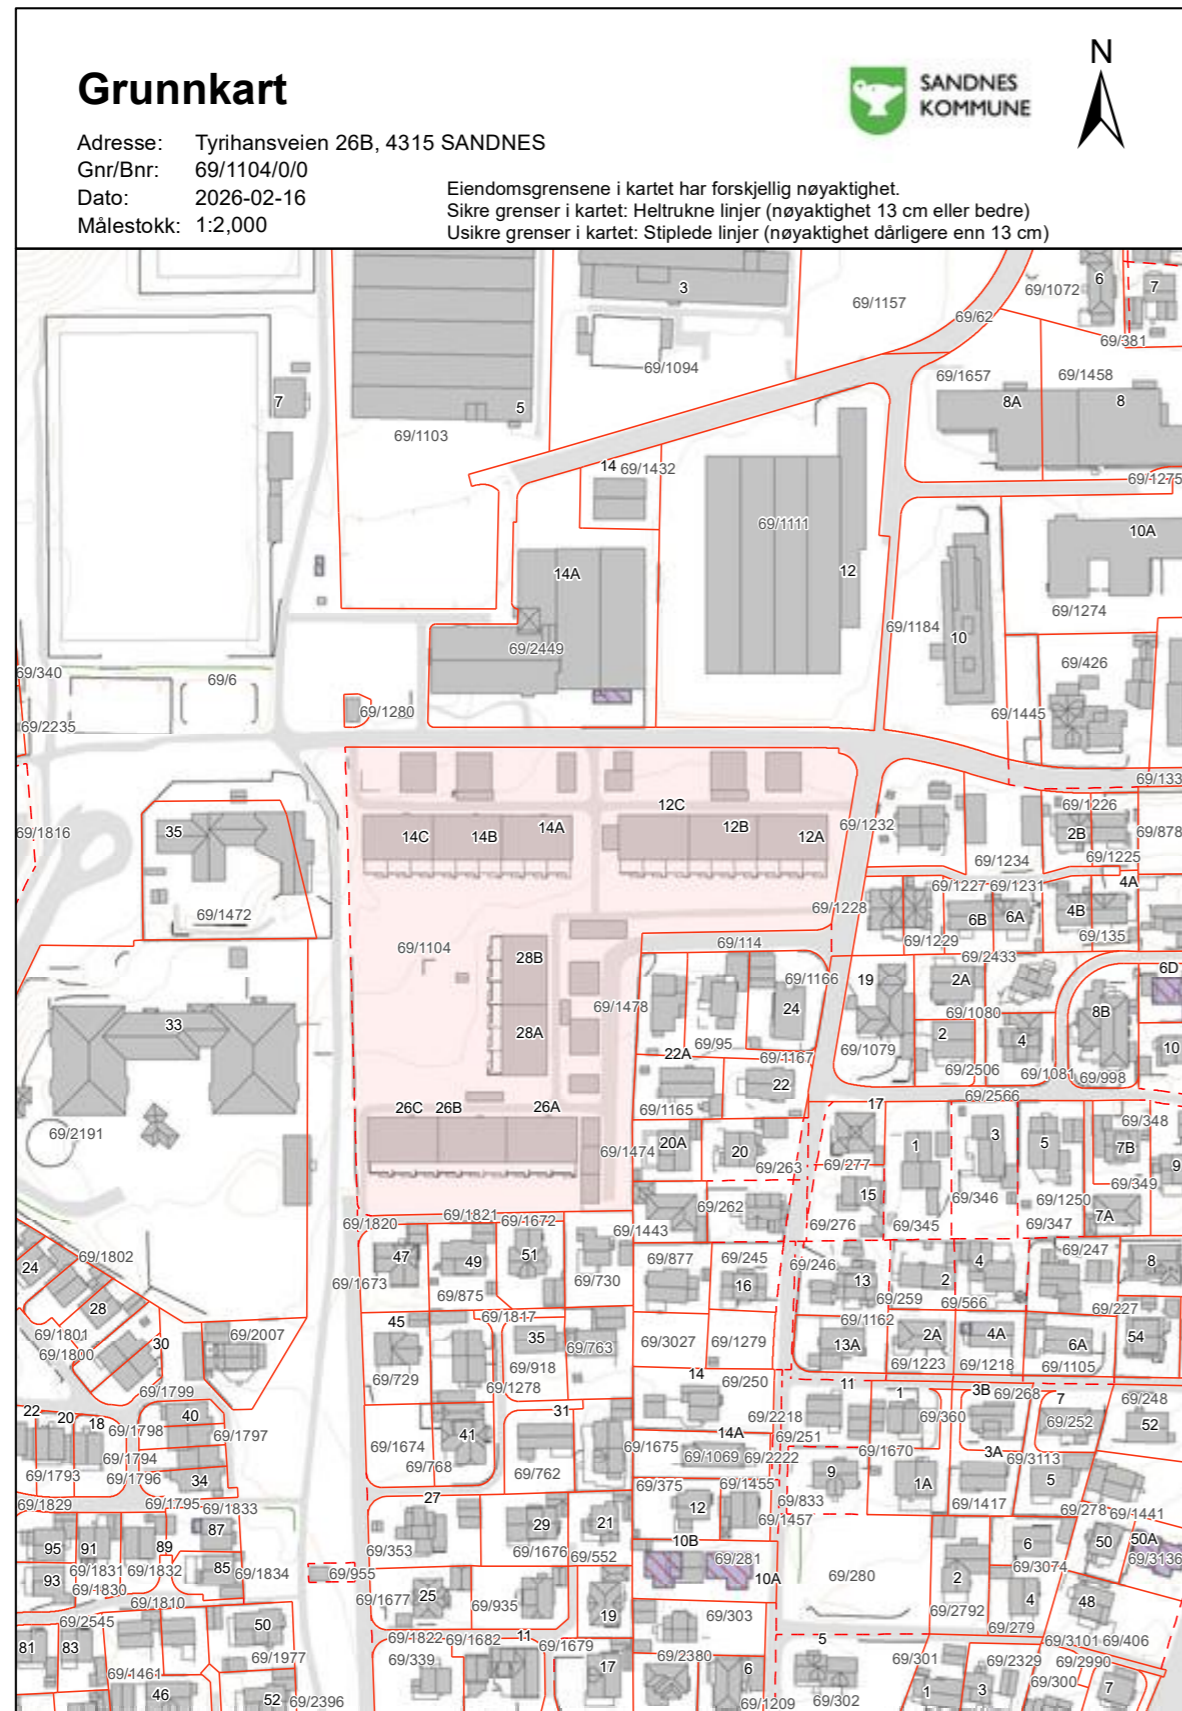 Grunnkart
SANDNES
KOMMUNE
N
Adresse: Tyrihansveien 26B, 4315 SANDNES
Gnr/Bnr: 69/1104/0/0
Dato: 2026-02-16
Målestokk: 1:2,000
Eiendomsgrensene i kartet har forskjellig nøyaktighet.
Sikre grenser i kartet: Heltrukne linjer (nøyaktighet 13 cm eller bedre)
Usikre grenser i kartet: Stiplede linjer (nøyaktighet dårligere enn 13 cm)
3 69/1157 69/1072 6 7
69/62
69/381
69/1094
7 5 69/1657 69/1458
8A 8
69/1103
14 69/1432
69/1275
69/1111
10A
14A 12
69/1274
69/1184 10
69/2449
69/426
69/340 69/6
69/1280 69/1445
69/2235
69/133
12C 69/1226
35 14C 14B 14A 12B 12A 69/1232 2B 69/878
69/1816
69/1234 69/1225
69/1227 69/1231 4A
69/1472 69/1228 6B 6A 4B
69/1229 69/135
69/1104 69/114
28B 69/2433
69/1166 19 2A 6D
69/1478 24 69/1080 8B
33 28A 2 4
69/95 69/1079 10
22A 69/1167 69/2506 69/1081 69/998
22 69/2566
26C 26B 26A 69/1165 17
69/2191 69/348
20A 20 1 3 5 7B
69/1474 69/263 69/277 9
69/349
15 69/346 69/1250
69/1820 69/1821 69/1672 69/1443 69/262 69/276 69/345 69/347 7A
69/1802 47 49 51 69/877 69/245 69/246 4 69/247 8
24 69/1673 69/875 69/730 16 13 2
28 69/259 69/566 69/227
69/1801 45 69/1817 69/1162
69/1800 30 69/2007 35 69/763 69/3027 69/1279 13A 2A 4A 6A 54
69/729 69/918 69/1223 69/1218 69/1105
69/1799 69/1278 14 69/250 11 1 3B 69/268 7 69/248
22 20 18 40 31 69/2218 69/360 69/252 52
69/1798 69/1797 41 14A 69/251
69/1794 69/1674 69/1675 69/1069 69/2222 69/1670 3A 69/3113
69/1793 69/1796 34 69/768 69/762 69/375 69/1455 9 1A 5
69/1829 69/1795 69/1833 27 12 69/833 69/1417 69/278 69/1441
87 29 21 69/1457 6 50 50A
95 91 89 69/353 69/1676 69/552 10B 69/281 69/3074 69/3136
93 69/1831 69/1832 85 69/1834 69/955 10A 69/280 2
69/1830 69/1677 25 69/935 19 69/303 69/2792 4 48
69/1810 69/279
69/2545 50 69/1822 69/1682 11 69/1679 5 69/3101 69/406
81 83 69/1977 69/339 17 69/2380 6 69/301 69/2329 69/2990
69/1461 69/300 7
46 52 69/2396 69/1209 69/302 1 3